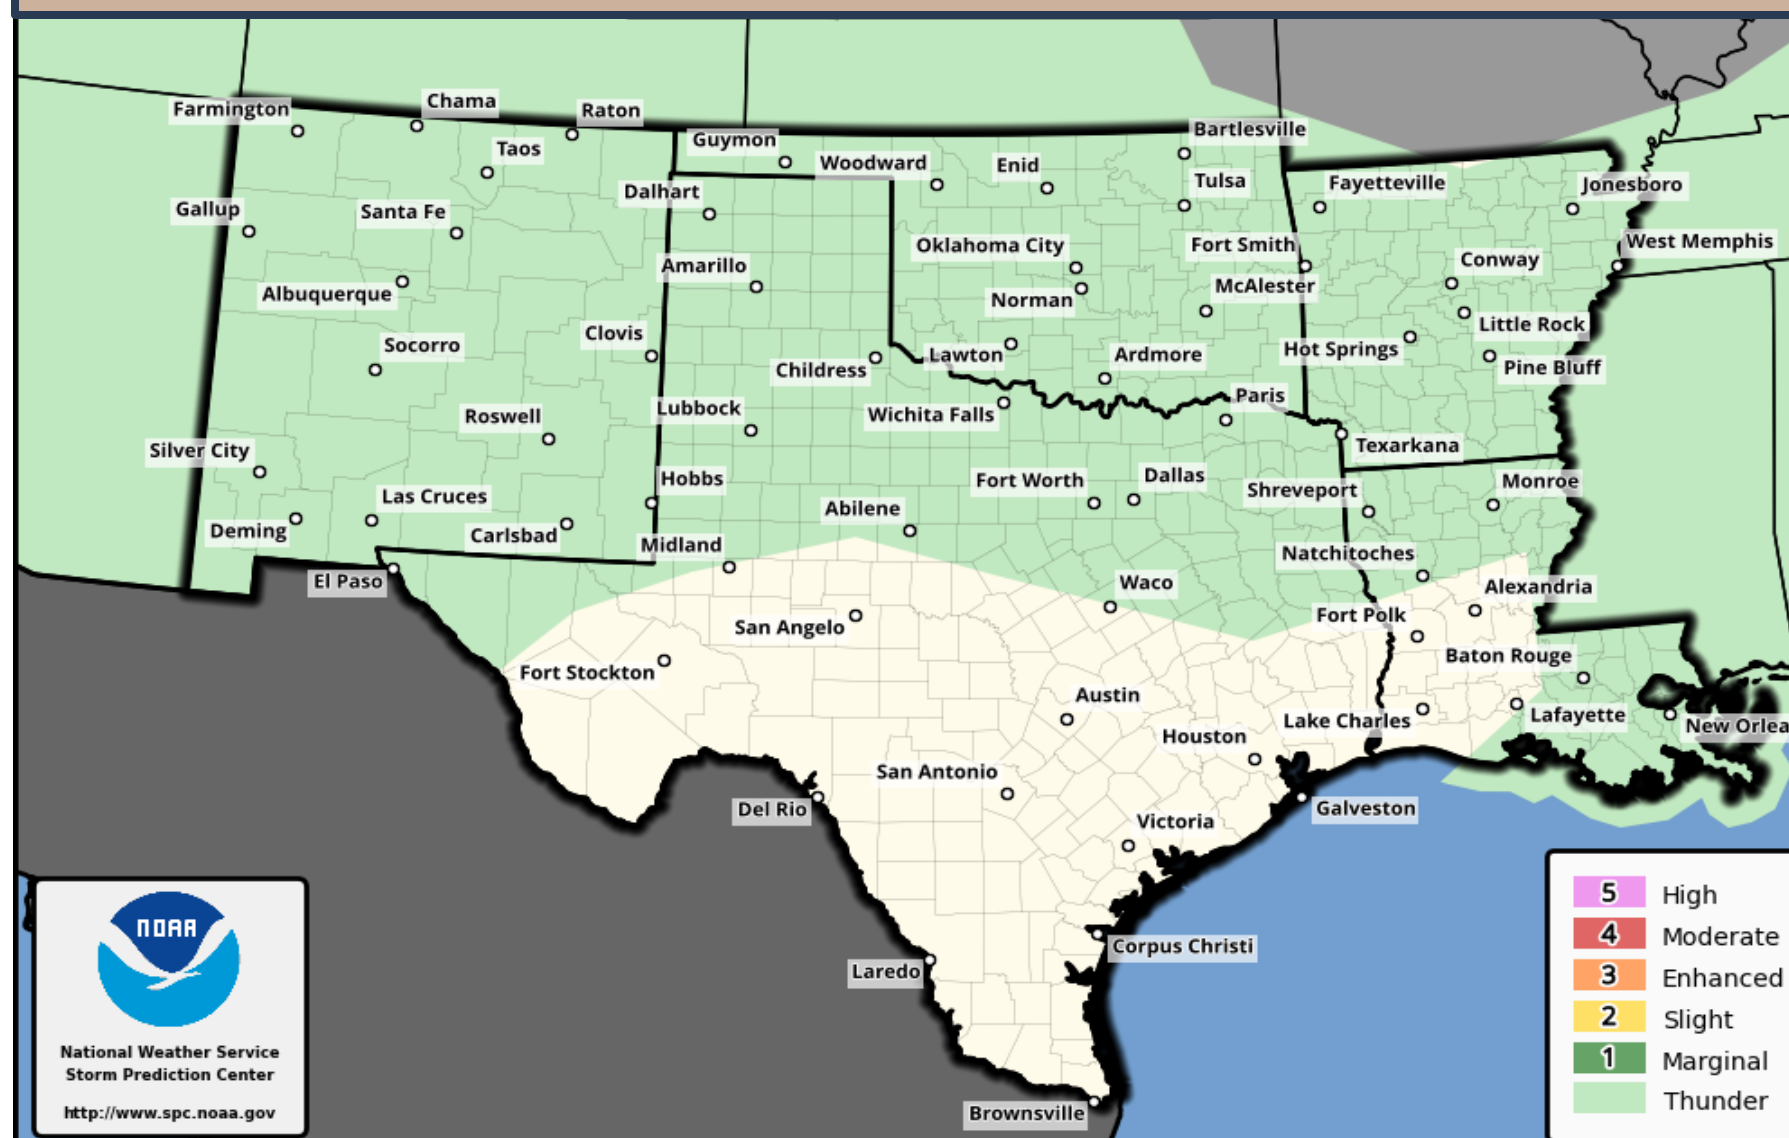 Farmington
Chama
Raton
Taos
Guymon
Woodward
Enid
Bartlesville
Tulsa
Fayetteville
Jonesboro
Gallup
Santa Fe
Dalhart
Oklahoma City
Fort Smith
West Memphis
Albuquerque
Amarillo
Norman
McAlester
Conway
Socorro
Clovis
Childress
Lawton
Ardmore
Hot Springs
Little Rock
Pine Bluff
Roswell
Lubbock
Wichita Falls
Paris
Texarkana
Silver City
Las Cruces
Hobbs
Abilene
Fort Worth
Dallas
Shreveport
Monroe
Deming
Carlsbad
Midland
Natchitoches
El Paso
San Angelo
Waco
Fort Polk
Alexandria
Fort Stockton
Austin
Baton Rouge
Houston
Lake Charles
Lafayette
New Orlea
San Antonio
Del Rio
Victoria
Galveston
Laredo
Corpus Christi
Brownsville
NOAA
National Weather Service
Storm Prediction Center
http://www.spc.noaa.gov
5 High
4 Moderate
3 Enhanced
2 Slight
1 Marginal
Thunder